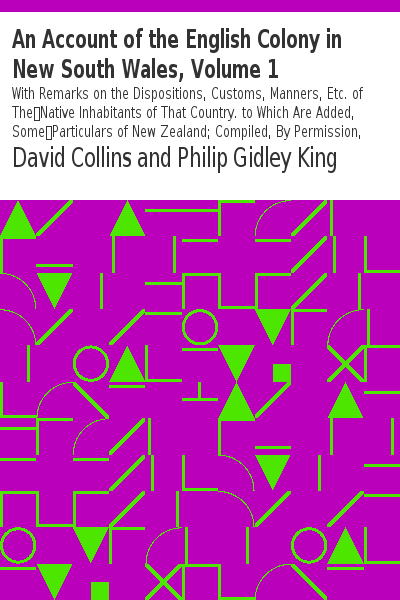 An Account of the English Colony in
New South Wales, Volume 1
With Remarks on the Dispositions, Customs, Manners, Etc. of
The▯Native Inhabitants of That Country. to Which Are Added,
Some▯Particulars of New Zealand; Compiled, By Permission,
David Collins and Philip Gidley King